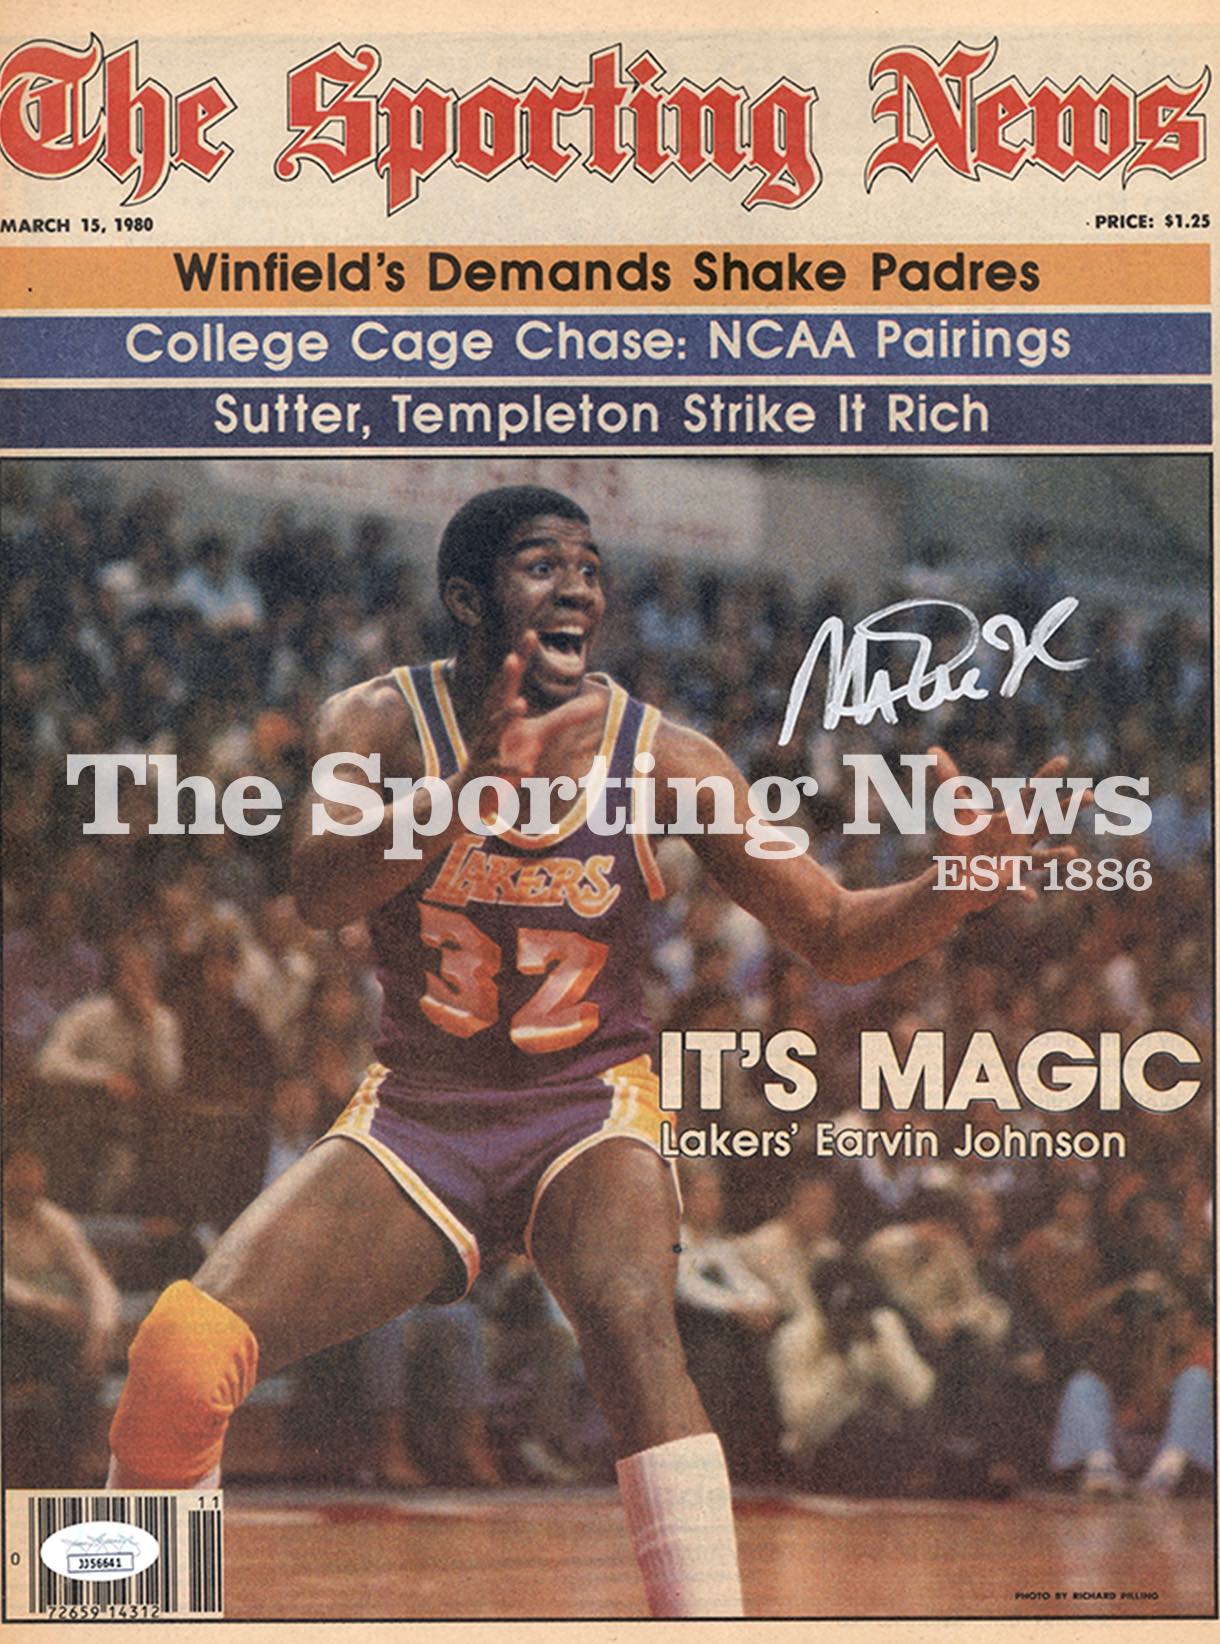 The Sporting News
MARCH 15, 1980
PRICE: $1.25
Winfield's Demands Shake Padres
College Cage Chase: NCAA Pairings
Sutter, Templeton Strike It Rich
Magic J
The Sporting News
EST 1886
LAKERS
32
IT'S MAGIC
Lakers' Earvin Johnson
11
0
JJ56641
72659 14312
PHOTO BY RICHARD PILLING